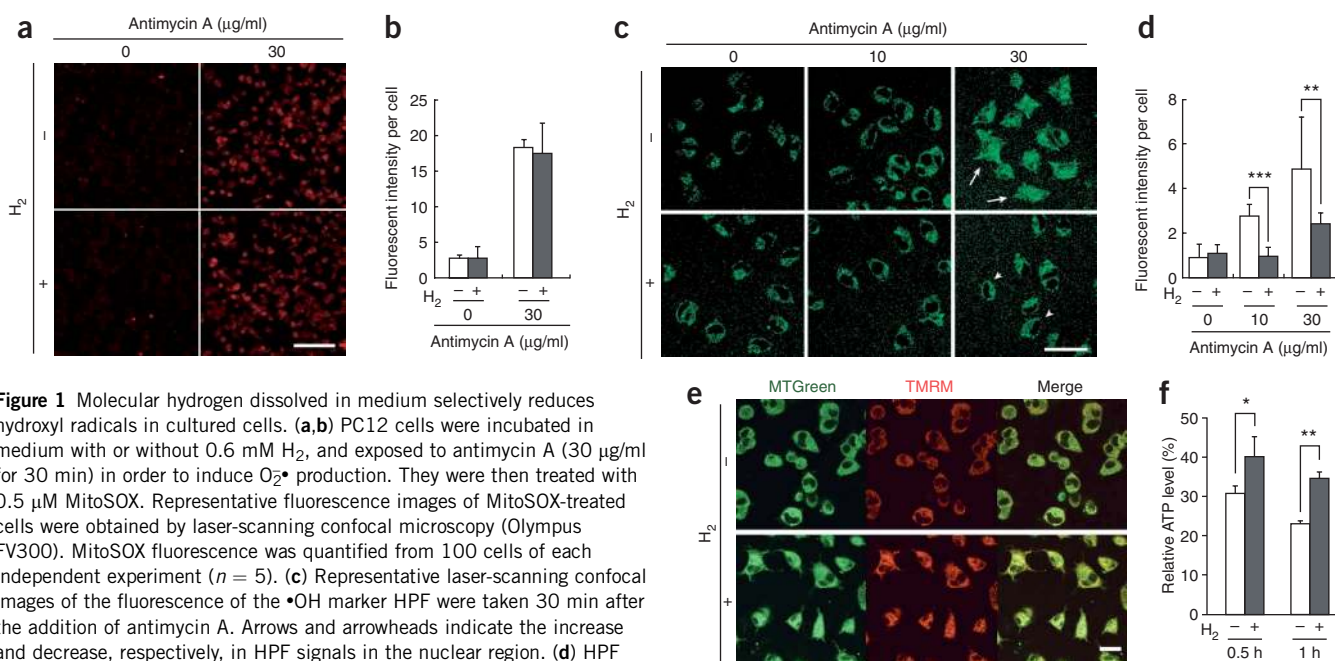 a
Antimycin A (μg/ml)
0 30
H2
–
+
b
Fluorescent intensity per cell
25
20
15
10
5
0
H2 – + – +
0 30
Antimycin A (μg/ml)
c
Antimycin A (μg/ml)
0 10 30
H2
–
+
d
Fluorescent intensity per cell
8
6
4
2
0
*** **
H2 – + – + – +
0 10 30
Antimycin A (μg/ml)
Figure 1 Molecular hydrogen dissolved in medium selectively reduces
hydroxyl radicals in cultured cells. (a,b) PC12 cells were incubated in
medium with or without 0.6 mM H2, and exposed to antimycin A (30 μg/ml
for 30 min) in order to induce O2−• production. They were then treated with
0.5 μM MitoSOX. Representative fluorescence images of MitoSOX-treated
cells were obtained by laser-scanning confocal microscopy (Olympus
FV300). MitoSOX fluorescence was quantified from 100 cells of each
independent experiment (n = 5). (c) Representative laser-scanning confocal
images of the fluorescence of the •OH marker HPF were taken 30 min after
the addition of antimycin A. Arrows and arrowheads indicate the increase
and decrease, respectively, in HPF signals in the nuclear region. (d) HPF
e
MTGreen TMRM Merge
H2
–
+
f
Relative ATP level (%)
50
40
30
20
10
0
* **
H2 – + – +
0.5 h 1 h